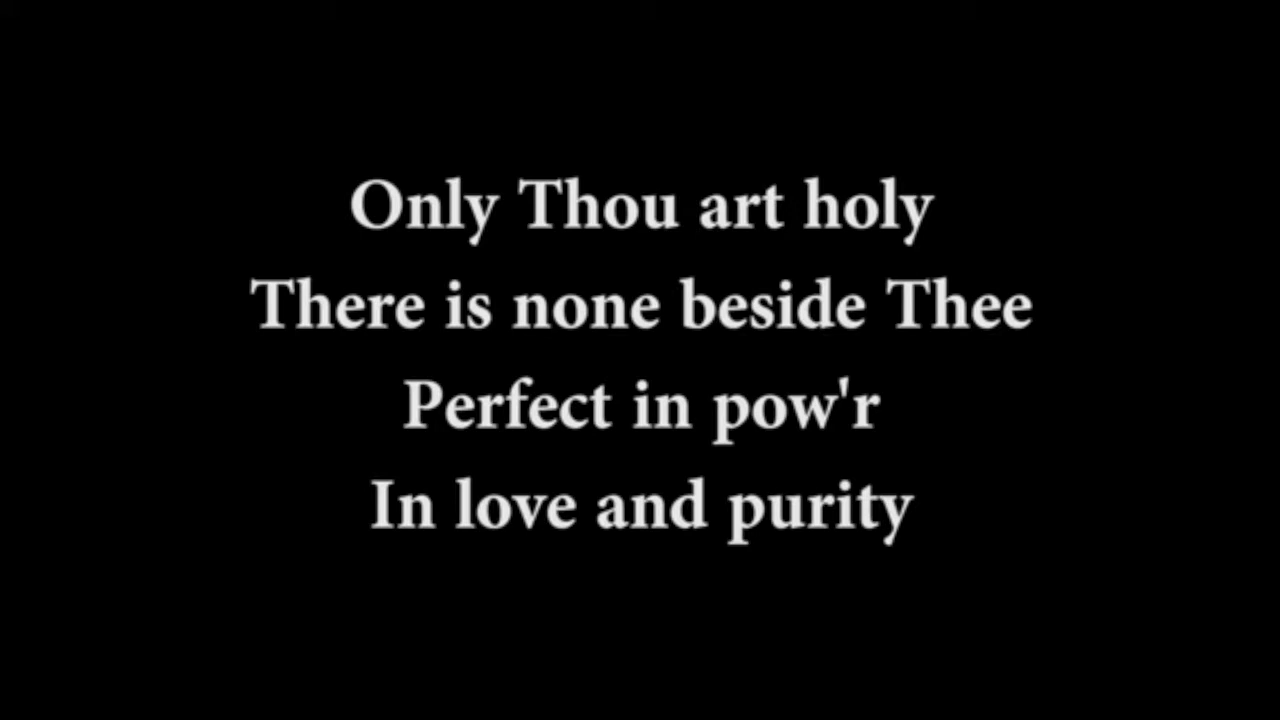 Only Thou art holy
There is none beside Thee
Perfect in pow'r
In love and purity